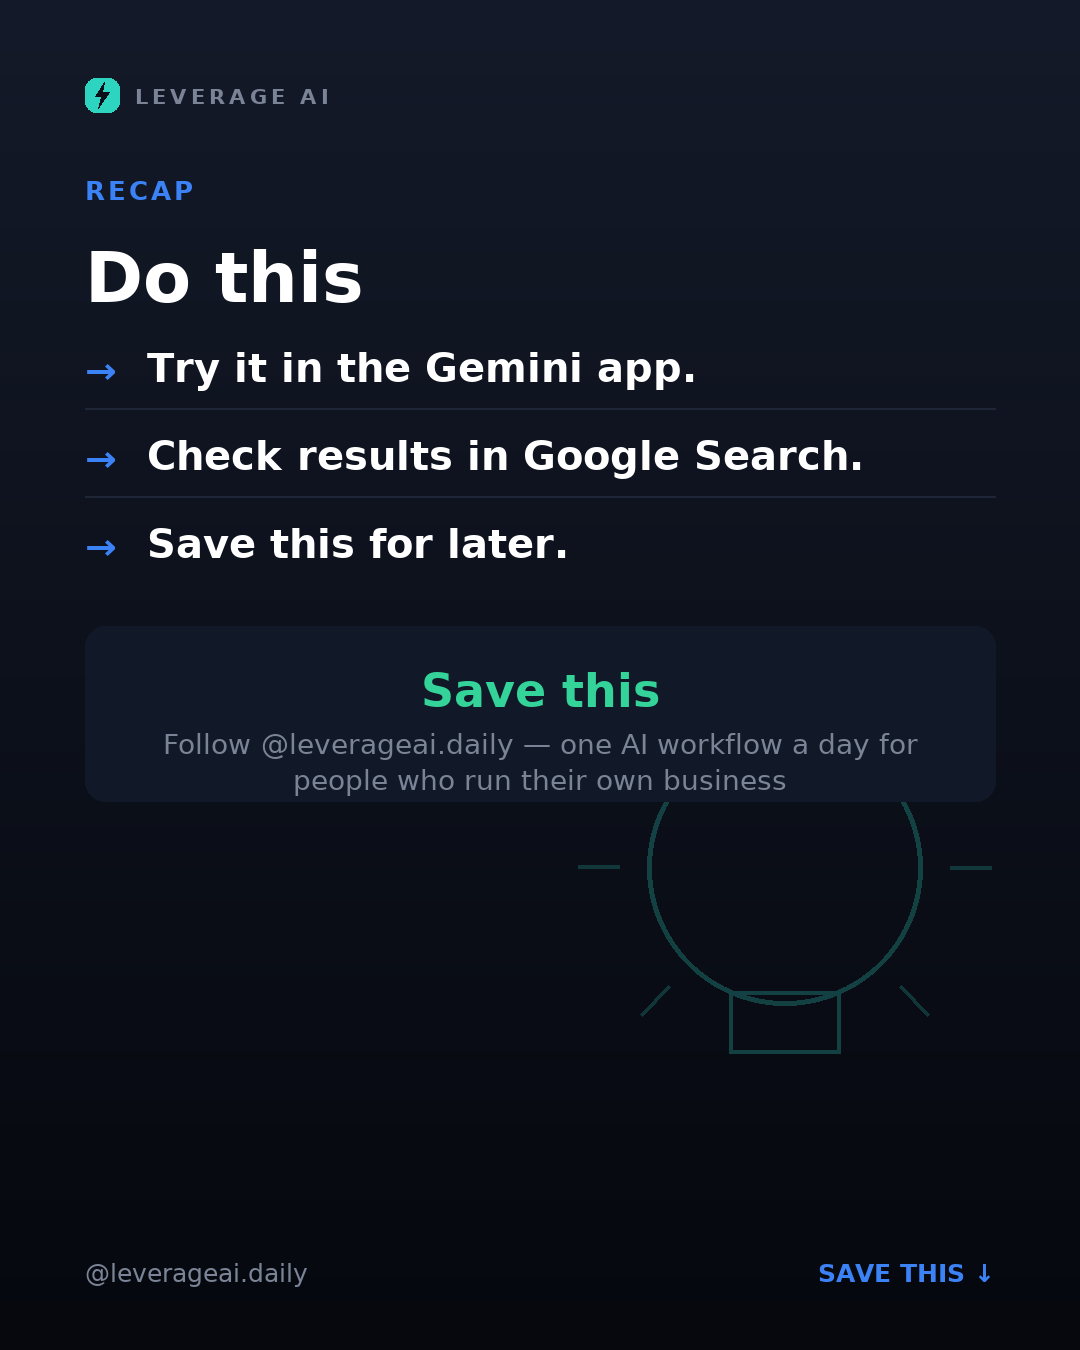 LEVERAGE AI
RECAP
Do this
→ Try it in the Gemini app.
→ Check results in Google Search.
→ Save this for later.
Save this
Follow @leverageai.daily — one AI workflow a day for
people who run their own business
@leverageai.daily
SAVE THIS ↓